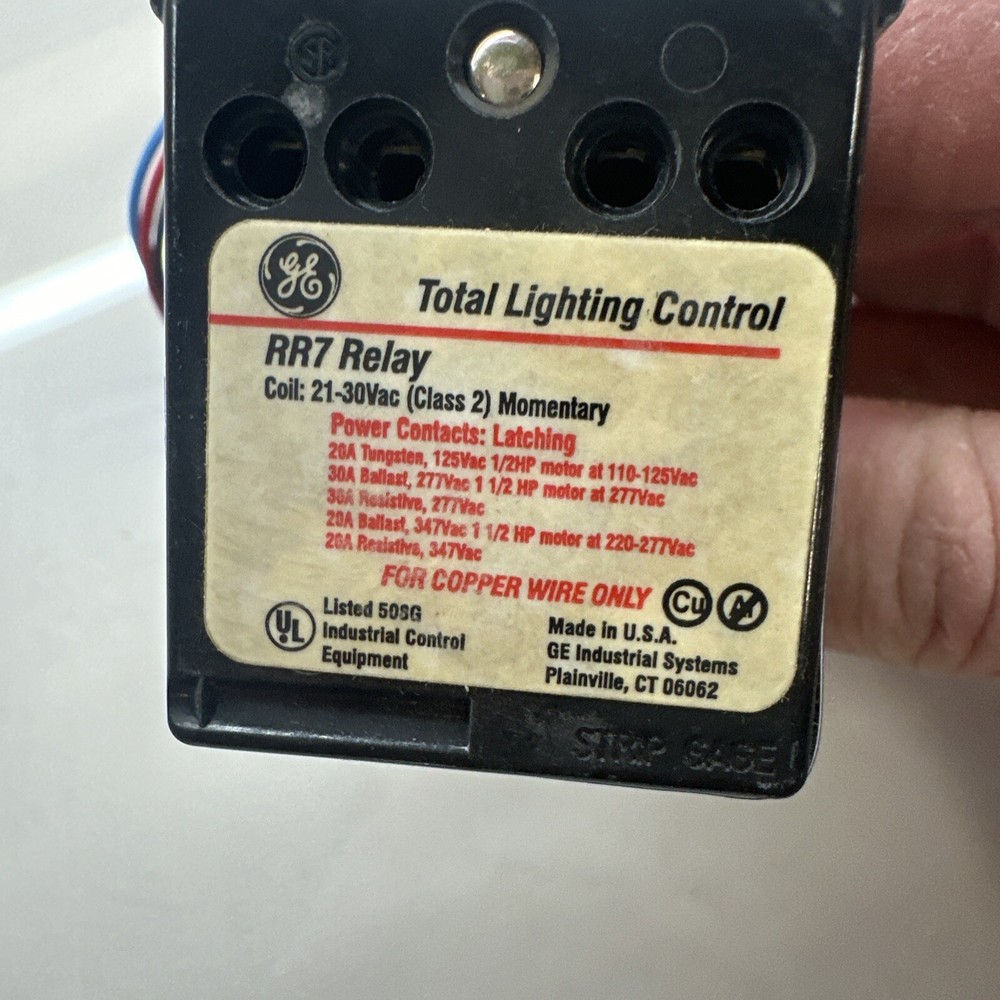 GE
Total Lighting Control
RR7 Relay
Coil: 21-30Vac (Class 2) Momentary
Power Contacts: Latching
20A Tungsten, 125Vac 1/2HP motor at 110-125Vac
30A Ballast, 277Vac 1 1/2 HP motor at 277Vac
30A Resistive, 277Vac
20A Ballast, 347Vac 1 1/2 HP motor at 220-277Vac
20A Resistive, 347Vac
FOR COPPER WIRE ONLY Cu Al
UL
Listed 508G
Industrial Control
Equipment
Made in U.S.A.
GE Industrial Systems
Plainville, CT 06062
STRIP GAGE